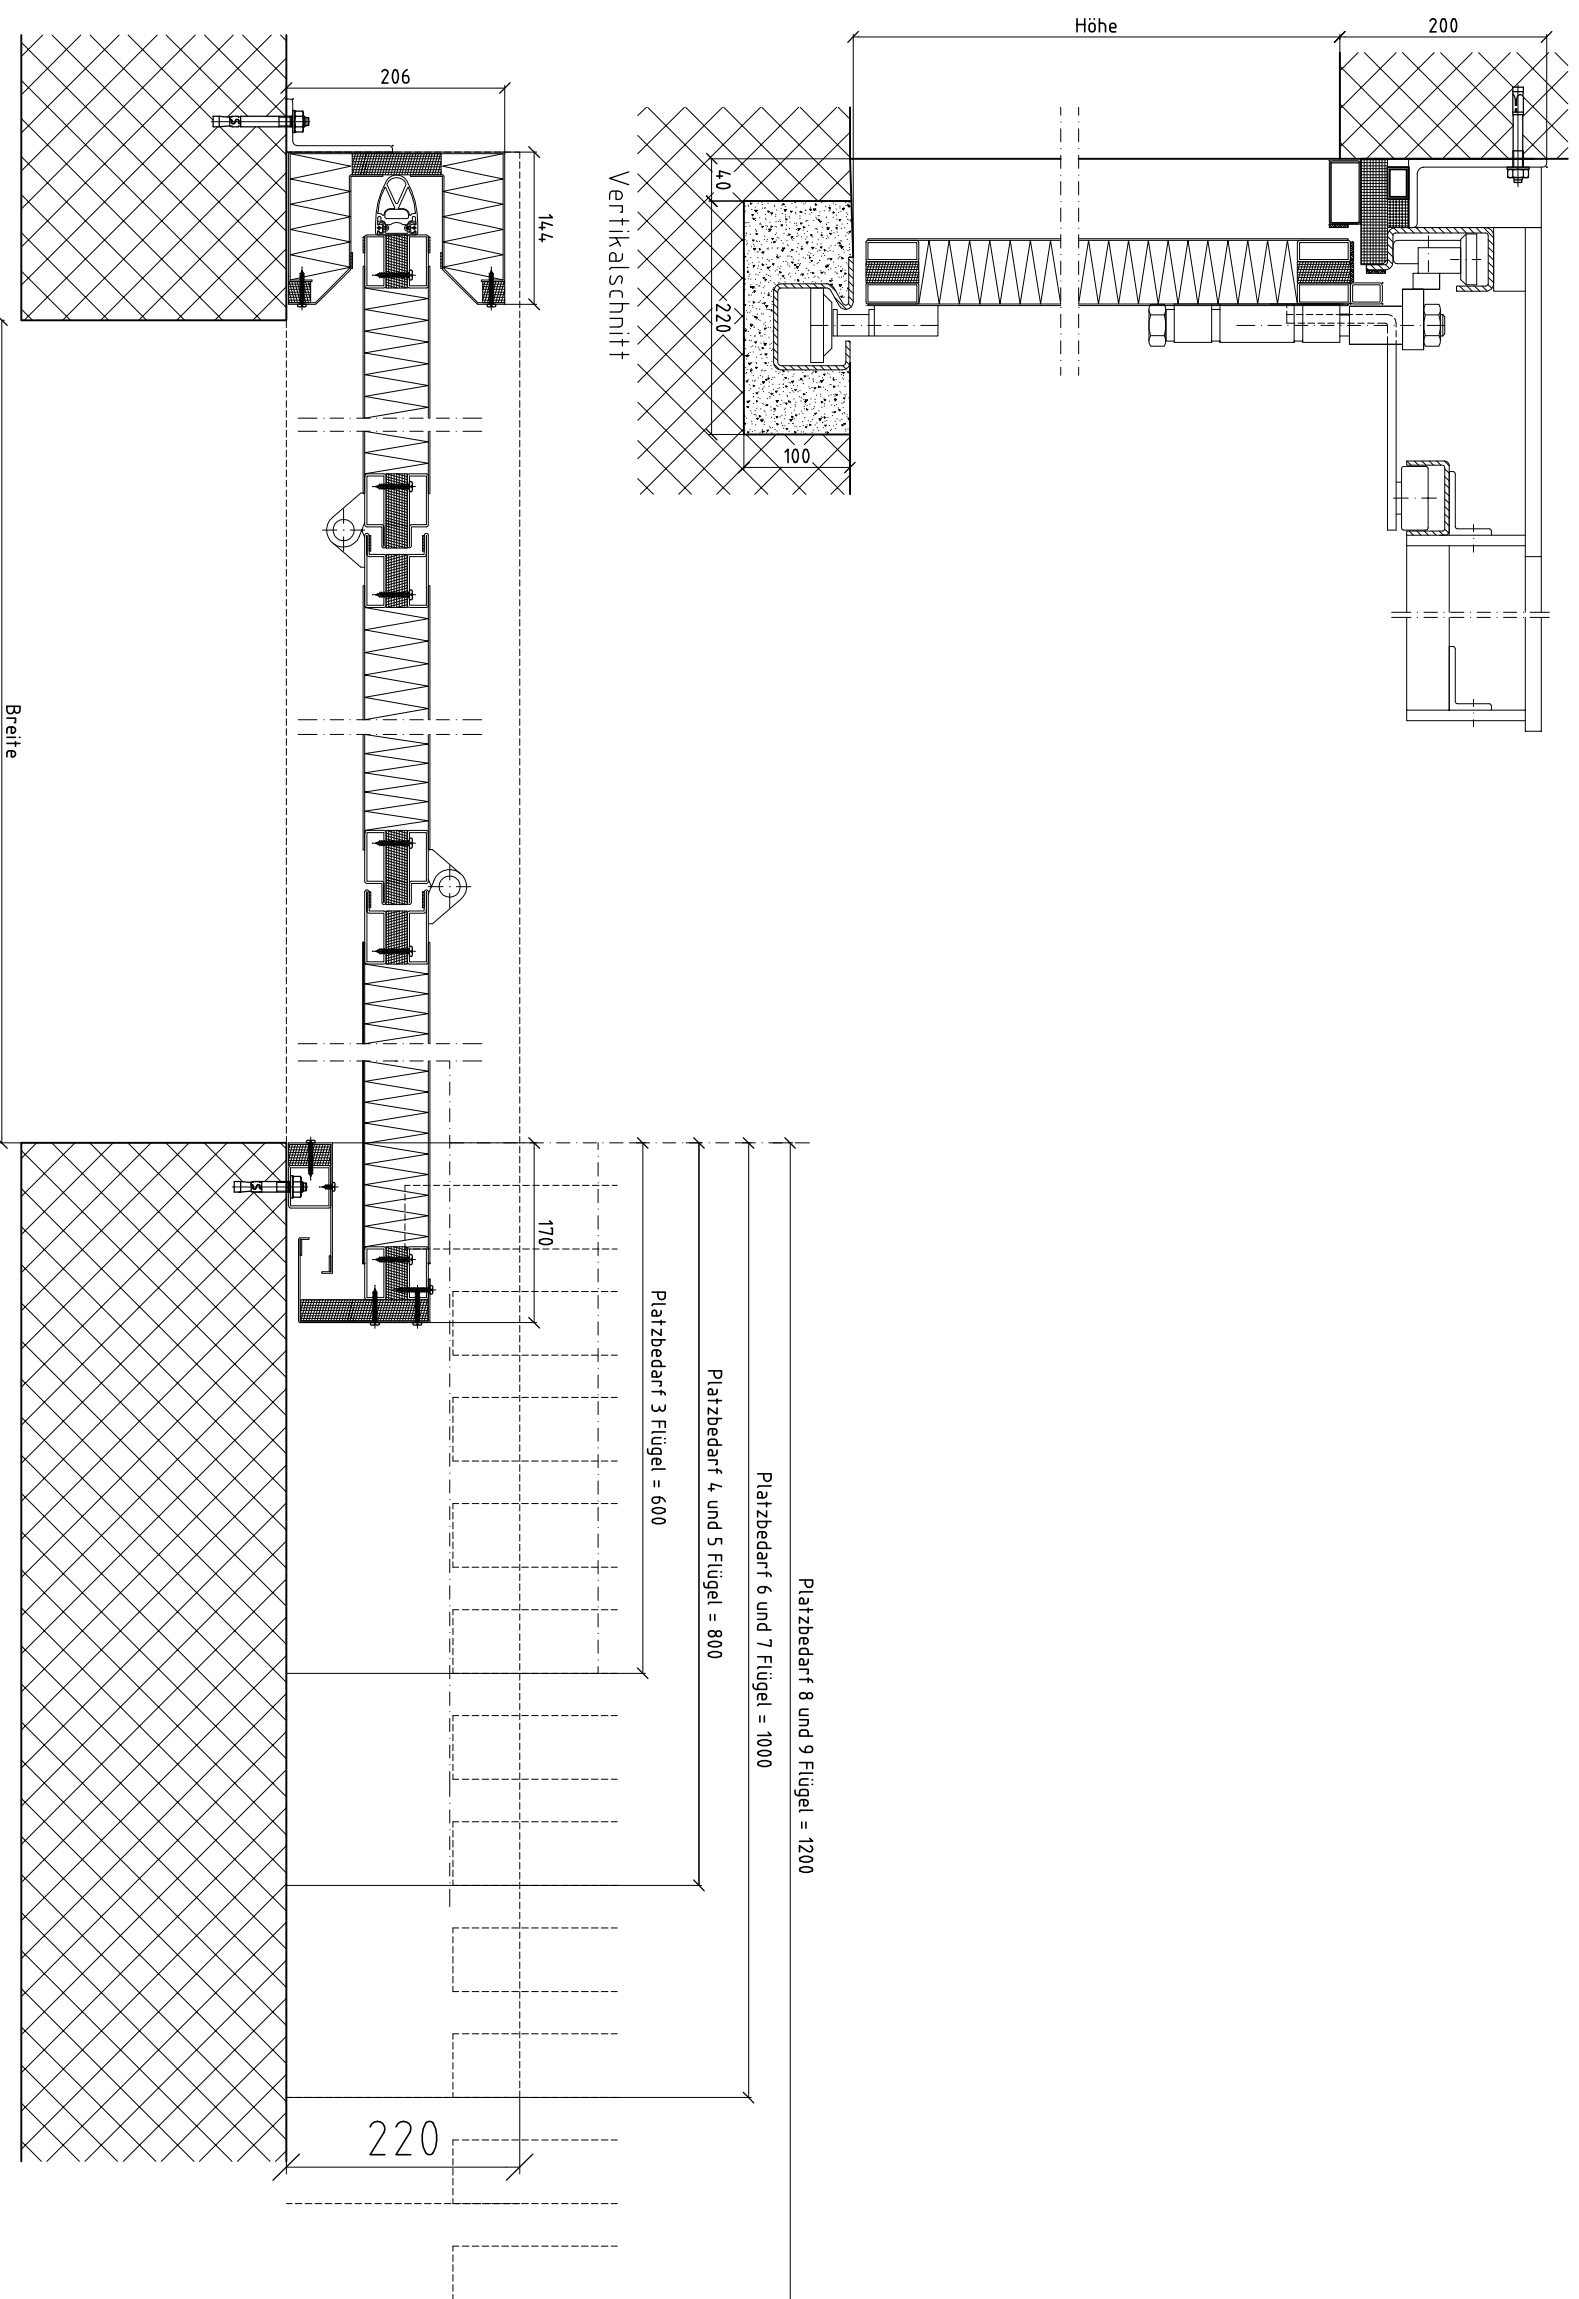 Höhe
200
206
40
220
100
Vertikalschnitt
144
Breite
170
Platzbedarf 3 Flügel = 600
Platzbedarf 4 und 5 Flügel = 800
Platzbedarf 6 und 7 Flügel = 1000
Platzbedarf 8 und 9 Flügel = 1200
220